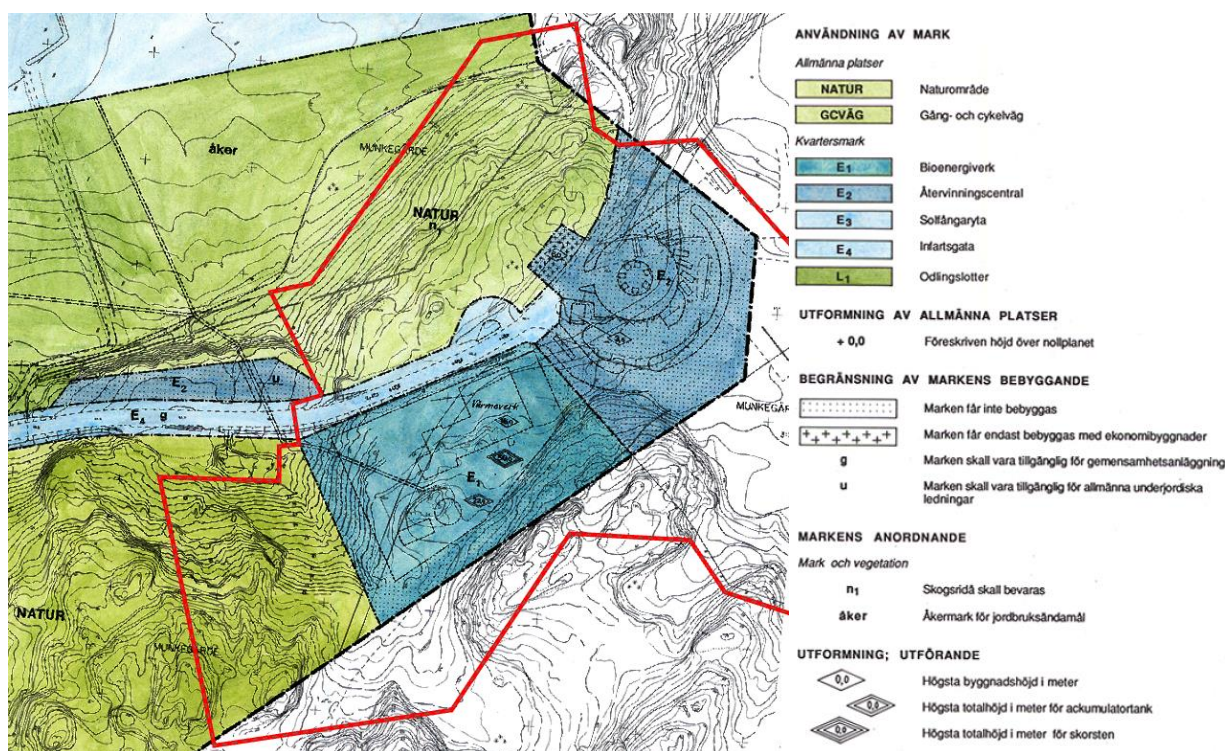 åker
MUNKEGÄRDE
NATUR
n₁
E₂
E₂
u
E₄ g
Värmeverk
E₁
MUNKEGÄR
NATUR
MUNKEGÄRDE
ANVÄNDNING AV MARK
Allmänna platser
NATUR Naturområde
GCVÄG Gång- och cykelväg
Kvartersmark
E₁ Bioenergiverk
E₂ Återvinningscentral
E₃ Solfångaryta
E₄ Infartsgata
L₁ Odlingslotter
UTFORMNING AV ALLMÄNNA PLATSER
+ 0,0 Föreskriven höjd över nollplanet
BEGRÄNSNING AV MARKENS BEBYGGANDE
Marken får inte bebyggas
Marken får endast bebyggas med ekonomibyggnader
g Marken skall vara tillgänglig för gemensamhetsanläggning
u Marken skall vara tillgänglig för allmänna underjordiska
ledningar
MARKENS ANORDNANDE
Mark och vegetation
n₁ Skogsridå skall bevaras
åker Åkermark för jordbruksändamål
UTFORMNING; UTFÖRANDE
0,0 Högsta byggnadshöjd i meter
0,0 Högsta totalhöjd i meter för ackumulatortank
0,0 Högsta totalhöjd i meter för skorsten